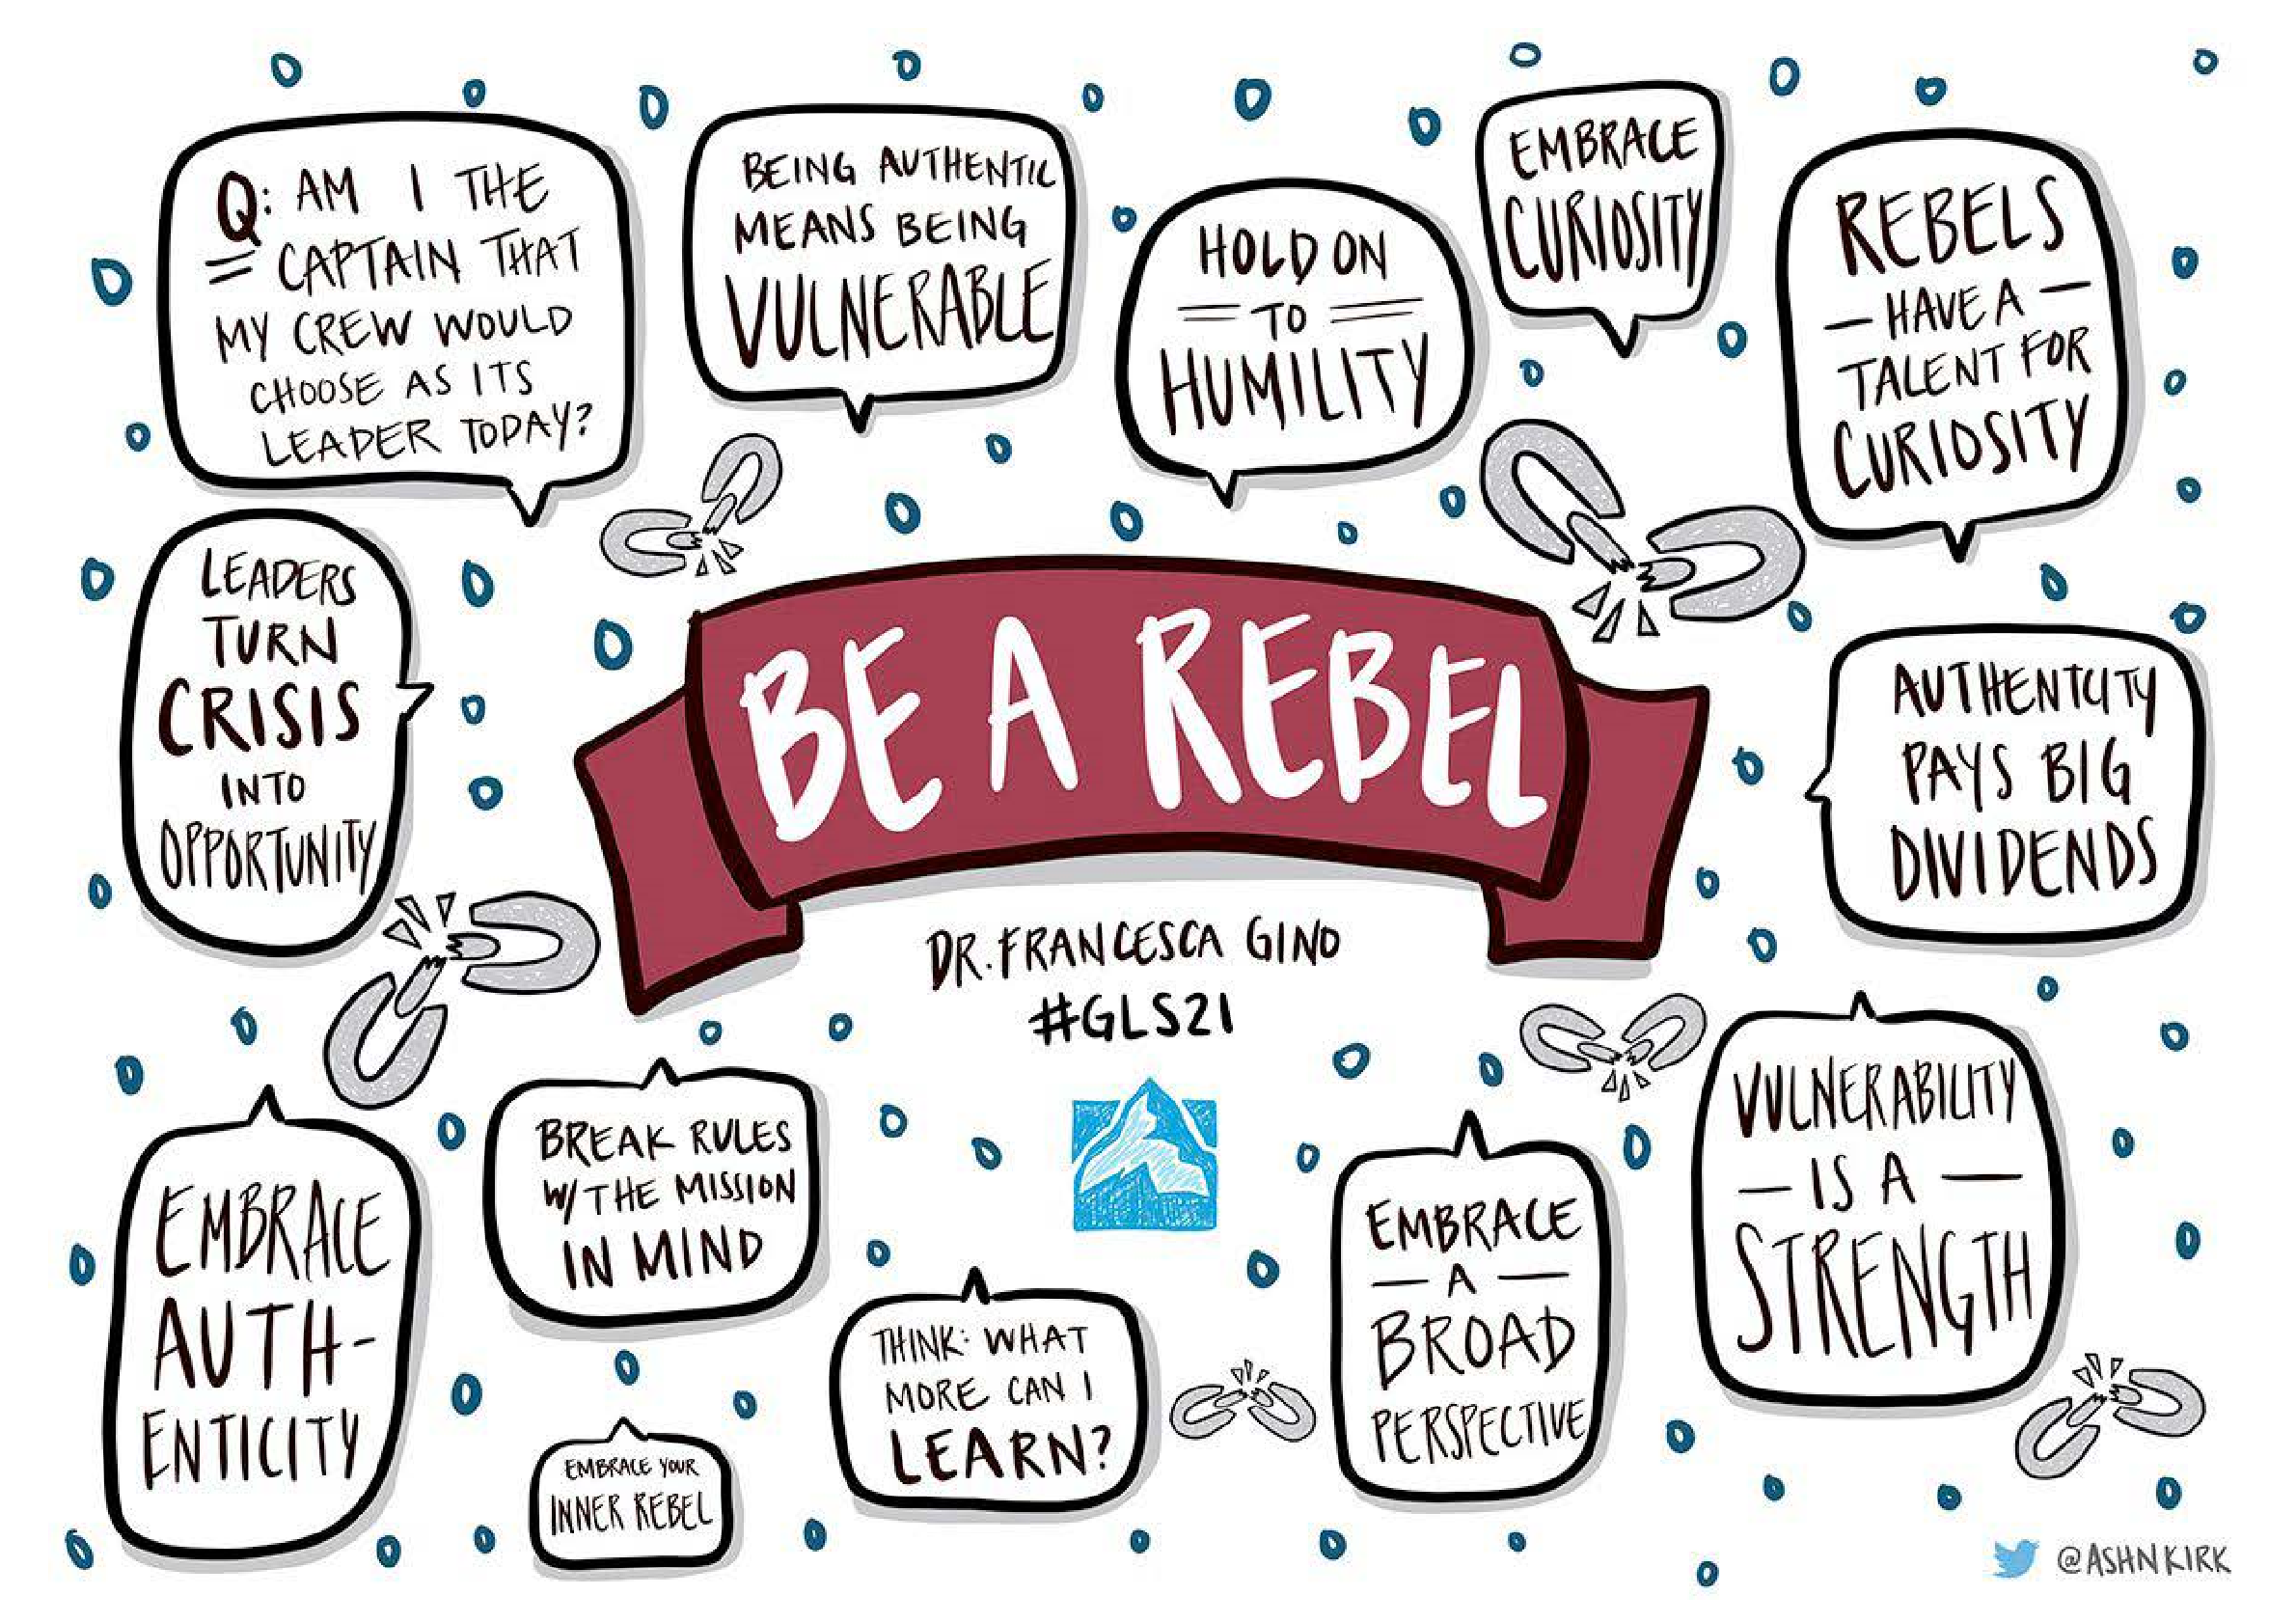 Q: AM I THE
CAPTAIN THAT
MY CREW WOULD
CHOOSE AS ITS
LEADER TODAY?
BEING AUTHENTIC
MEANS BEING
VULNERABLE
HOLD ON
TO
HUMILITY
EMBRACE
CURIOSITY
REBELS
HAVE A
TALENT FOR
CURIOSITY
LEADERS
TURN
CRISIS
INTO
OPPORTUNITY
BE A REBEL
DR. FRANCESCA GINO
#GLS21
AUTHENTCITY
PAYS BIG
DIVIDENDS
EMBRACE
AUTH-
ENTICITY
BREAK RULES
W/ THE MISSION
IN MIND
EMBRACE YOUR
INNER REBEL
THINK: WHAT
MORE CAN I
LEARN?
EMBRACE
A
BROAD
PERSPECTIVE
VULNERABILITY
IS A
STRENGTH
@ASHNKIRK